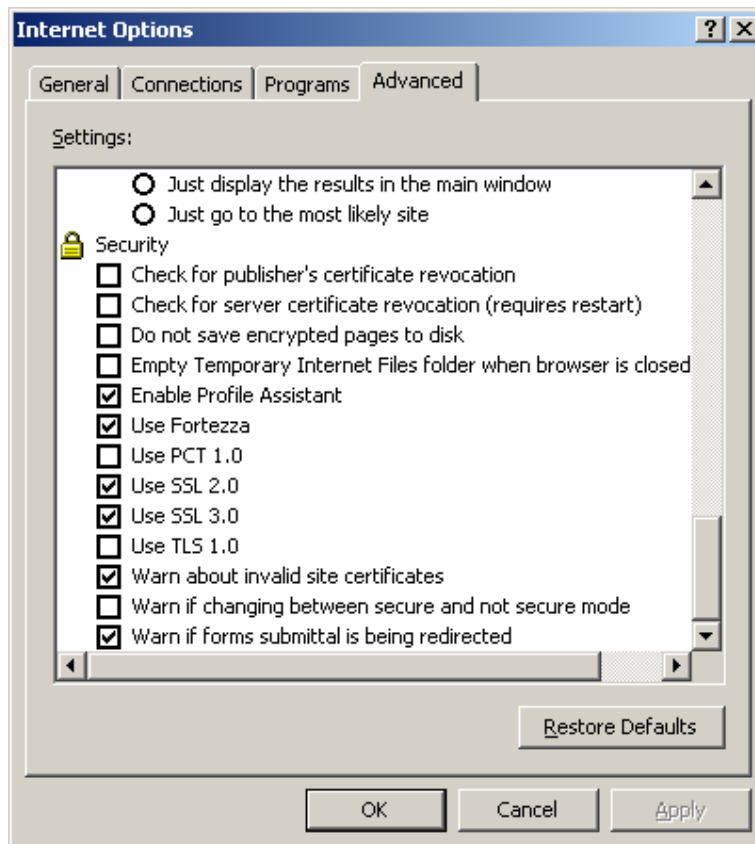 Internet Options
General Connections Programs Advanced
Settings:
Just display the results in the main window
Just go to the most likely site
Security
Check for publisher's certificate revocation
Check for server certificate revocation (requires restart)
Do not save encrypted pages to disk
Empty Temporary Internet Files folder when browser is closed
Enable Profile Assistant
Use Fortezza
Use PCT 1.0
Use SSL 2.0
Use SSL 3.0
Use TLS 1.0
Warn about invalid site certificates
Warn if changing between secure and not secure mode
Warn if forms submittal is being redirected
Restore Defaults
OK Cancel Apply